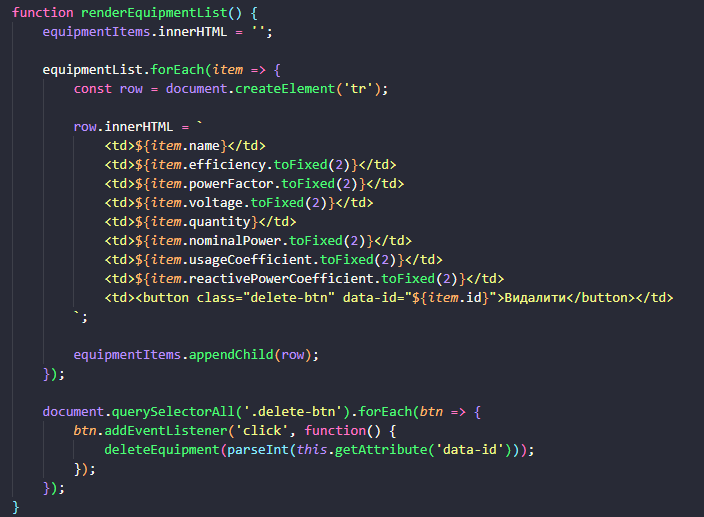 function renderEquipmentList() {
    equipmentItems.innerHTML = '';

    equipmentList.forEach(item => {
        const row = document.createElement('tr');

        row.innerHTML = `
            <td>${item.name}</td>
            <td>${item.efficiency.toFixed(2)}</td>
            <td>${item.powerFactor.toFixed(2)}</td>
            <td>${item.voltage.toFixed(2)}</td>
            <td>${item.quantity}</td>
            <td>${item.nominalPower.toFixed(2)}</td>
            <td>${item.usageCoefficient.toFixed(2)}</td>
            <td>${item.reactivePowerCoefficient.toFixed(2)}</td>
            <td><button class="delete-btn" data-id="${item.id}">Видалити</button></td>
        `;

        equipmentItems.appendChild(row);
    });

    document.querySelectorAll('.delete-btn').forEach(btn => {
        btn.addEventListener('click', function() {
            deleteEquipment(parseInt(this.getAttribute('data-id')));
        });
    });
}